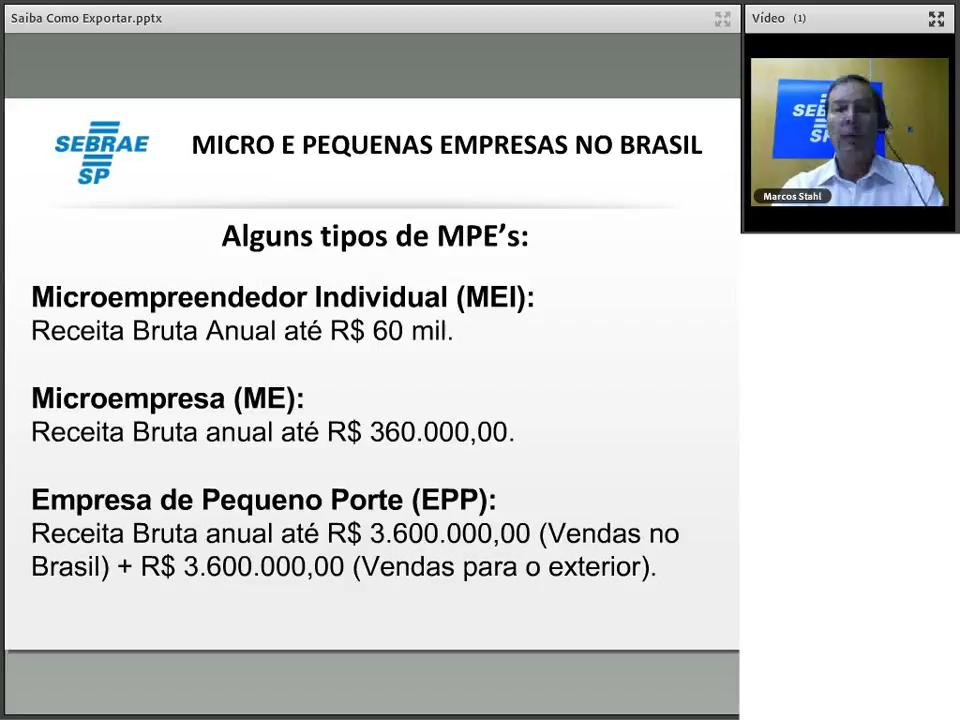 Saiba Como Exportar.pptx
Vídeo (1)
SEBRAE
SP
MICRO E PEQUENAS EMPRESAS NO BRASIL
Alguns tipos de MPE's:
Microempreendedor Individual (MEI):
Receita Bruta Anual até R$ 60 mil.
Microempresa (ME):
Receita Bruta anual até R$ 360.000,00.
Empresa de Pequeno Porte (EPP):
Receita Bruta anual até R$ 3.600.000,00 (Vendas no
Brasil) + R$ 3.600.000,00 (Vendas para o exterior).
SEB
SP
Marcos Stahl